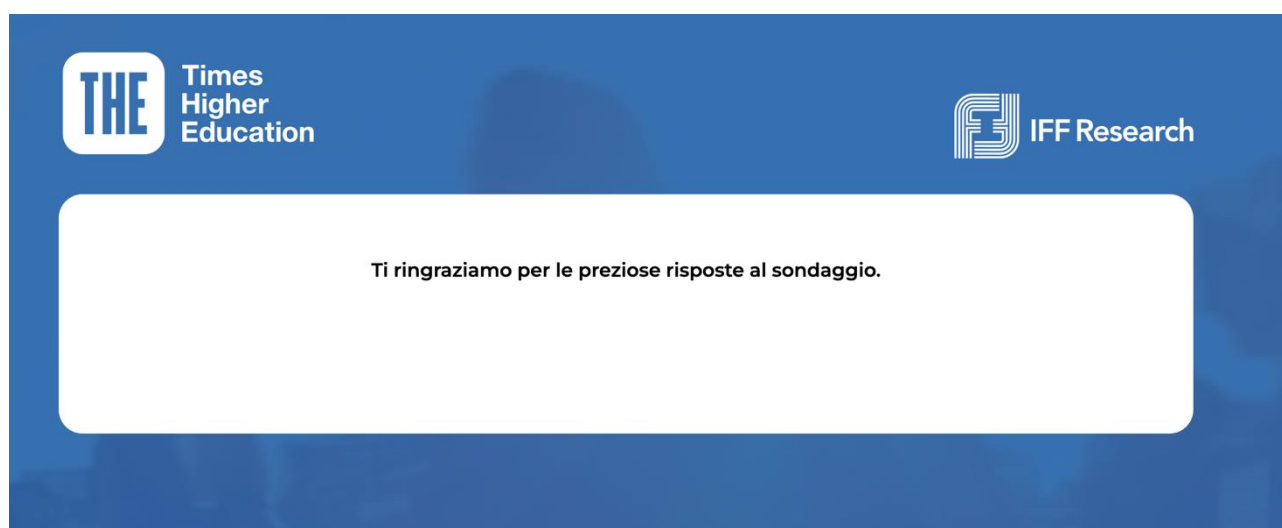 THE
Times
Higher
Education
IFF Research
Ti ringraziamo per le preziose risposte al sondaggio.